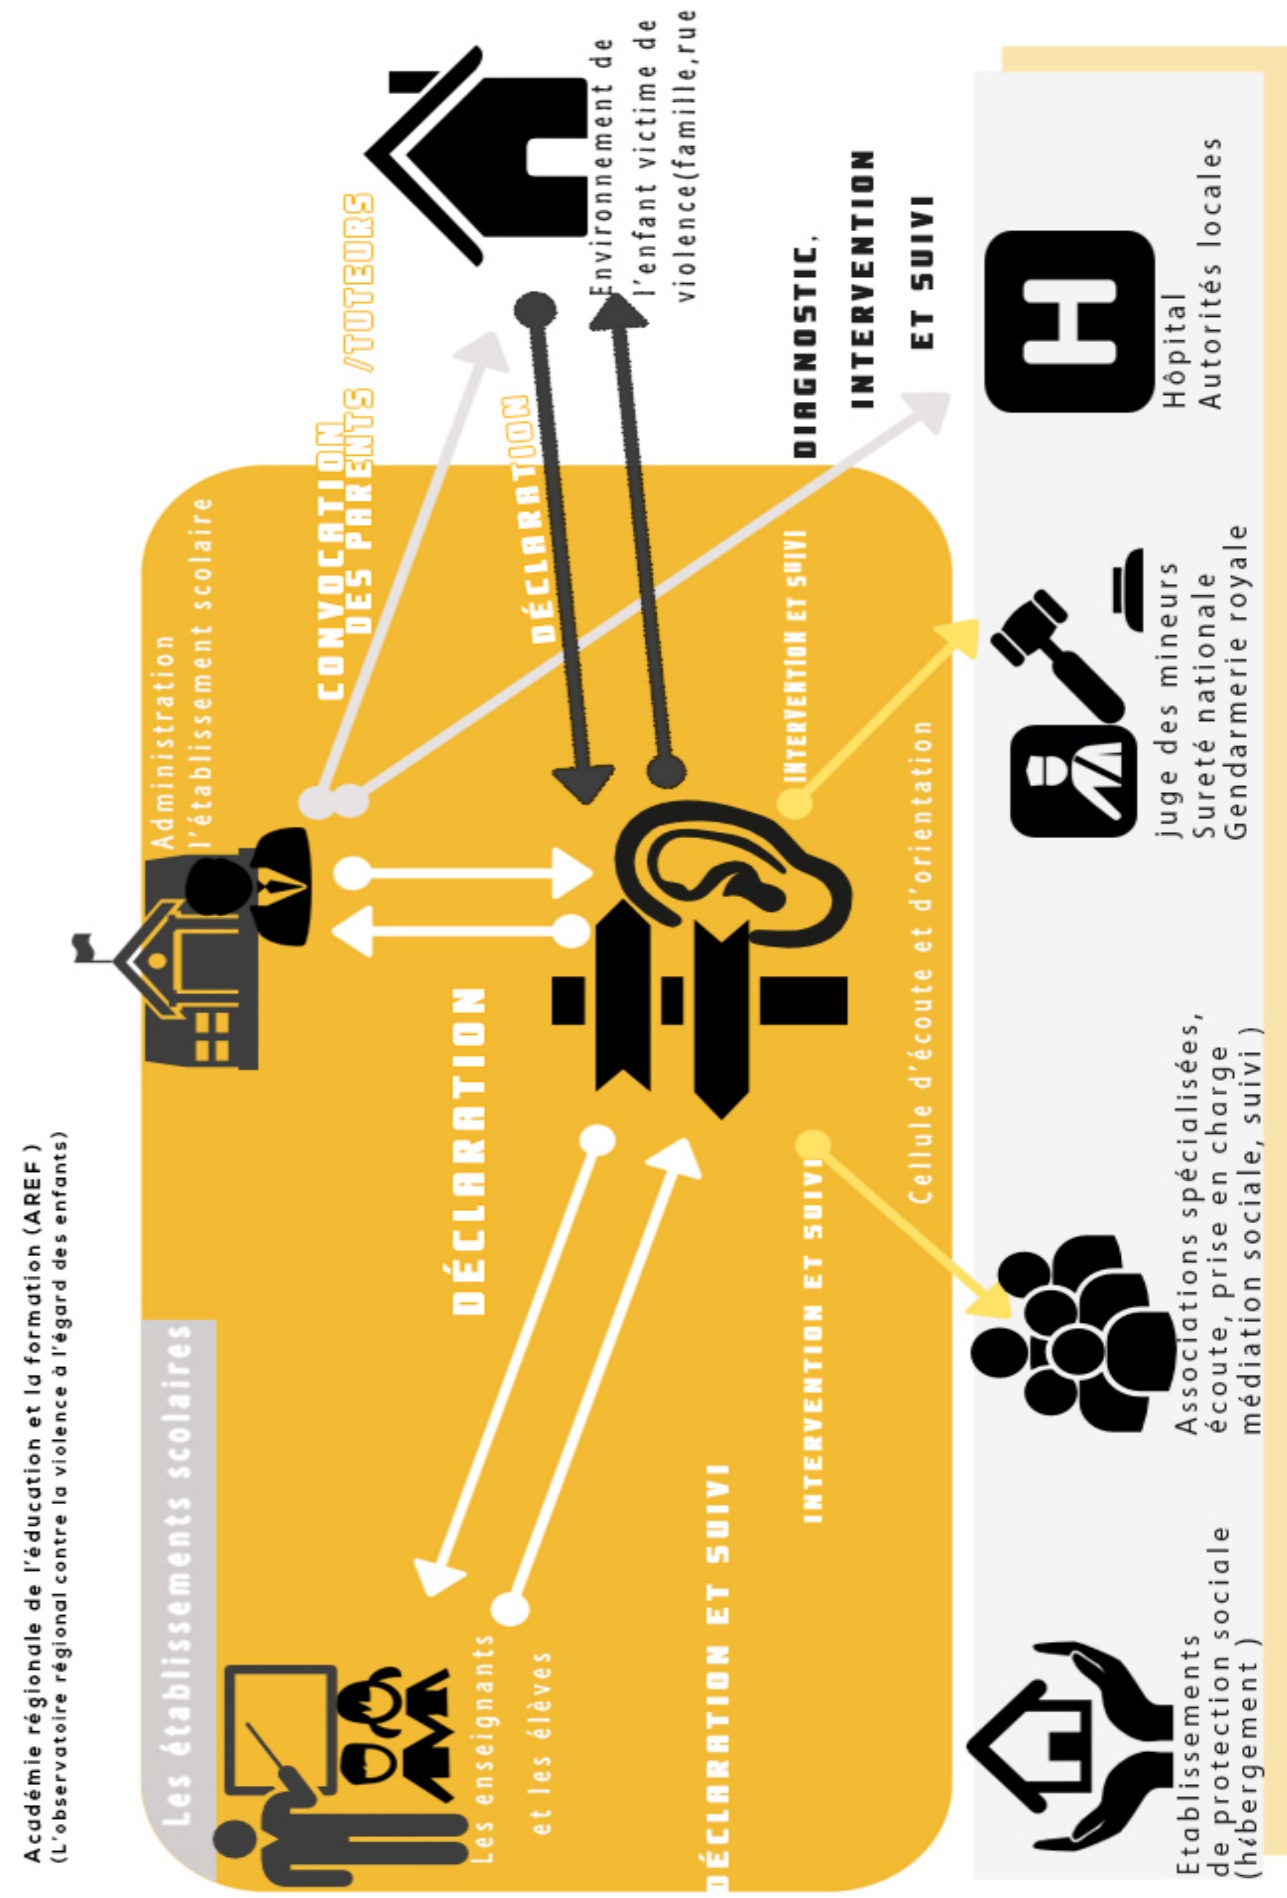 Académie régionale de l'éducation et la formation (AREF )
(L'observatoire régional contre la violence à l'égard des enfants)
Les établissements scolaires
Administration
l'établissement scolaire
CONVOCATION
DES PARENTS /TUTEURS
DÉCLARATION
Environnement de
l'enfant victime de
violence(famille,rue
DÉCLARATION
Les enseignants
et les élèves
DÉCLARATION ET SUIVI
INTERVENTION ET SUIVI
INTERVENTION ET SUIVI
DIAGNOSTIC,
INTERVENTION
ET SUIVI
Cellule d'écoute et d'orientation
Etablissements
de protection sociale
(hébergement )
Associations spécialisées,
écoute, prise en charge
médiation sociale, suivi )
juge des mineurs
Sureté nationale
Gendarmerie royale
H
Hôpital
Autorités locales